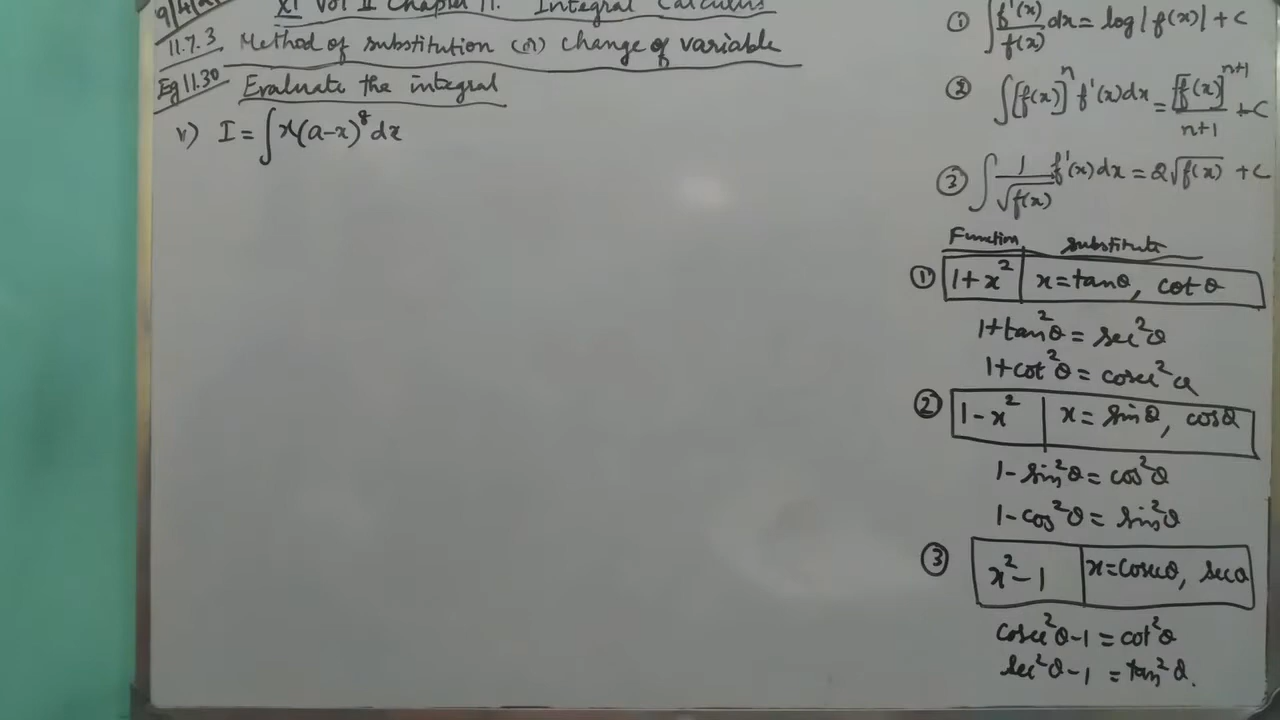 XI Vol II Chapter 11. Integral Calculus
11.7.3 Method of substitution (or) change of variable
Eg 11.30 Evaluate the integral
v) I = ∫x(a-x)⁸ dx
① ∫ f'(x)/f(x) dx = log|f(x)| + c
② ∫[f(x)]ⁿ f'(x) dx = [f(x)]ⁿ⁺¹/n+1 + C
③ ∫ 1/√f(x) f'(x) dx = 2√f(x) + C
Function substitute
① 1+x² | x = tanθ, cotθ
1+tan²θ = sec²θ
1+cot²θ = cosec²θ
② 1-x² | x = sinθ, cosθ
1-sin²θ = cos²θ
1-cos²θ = sin²θ
③ x²-1 | x = cosecθ, secθ
cosec²θ-1 = cot²θ
sec²θ-1 = tan²θ.